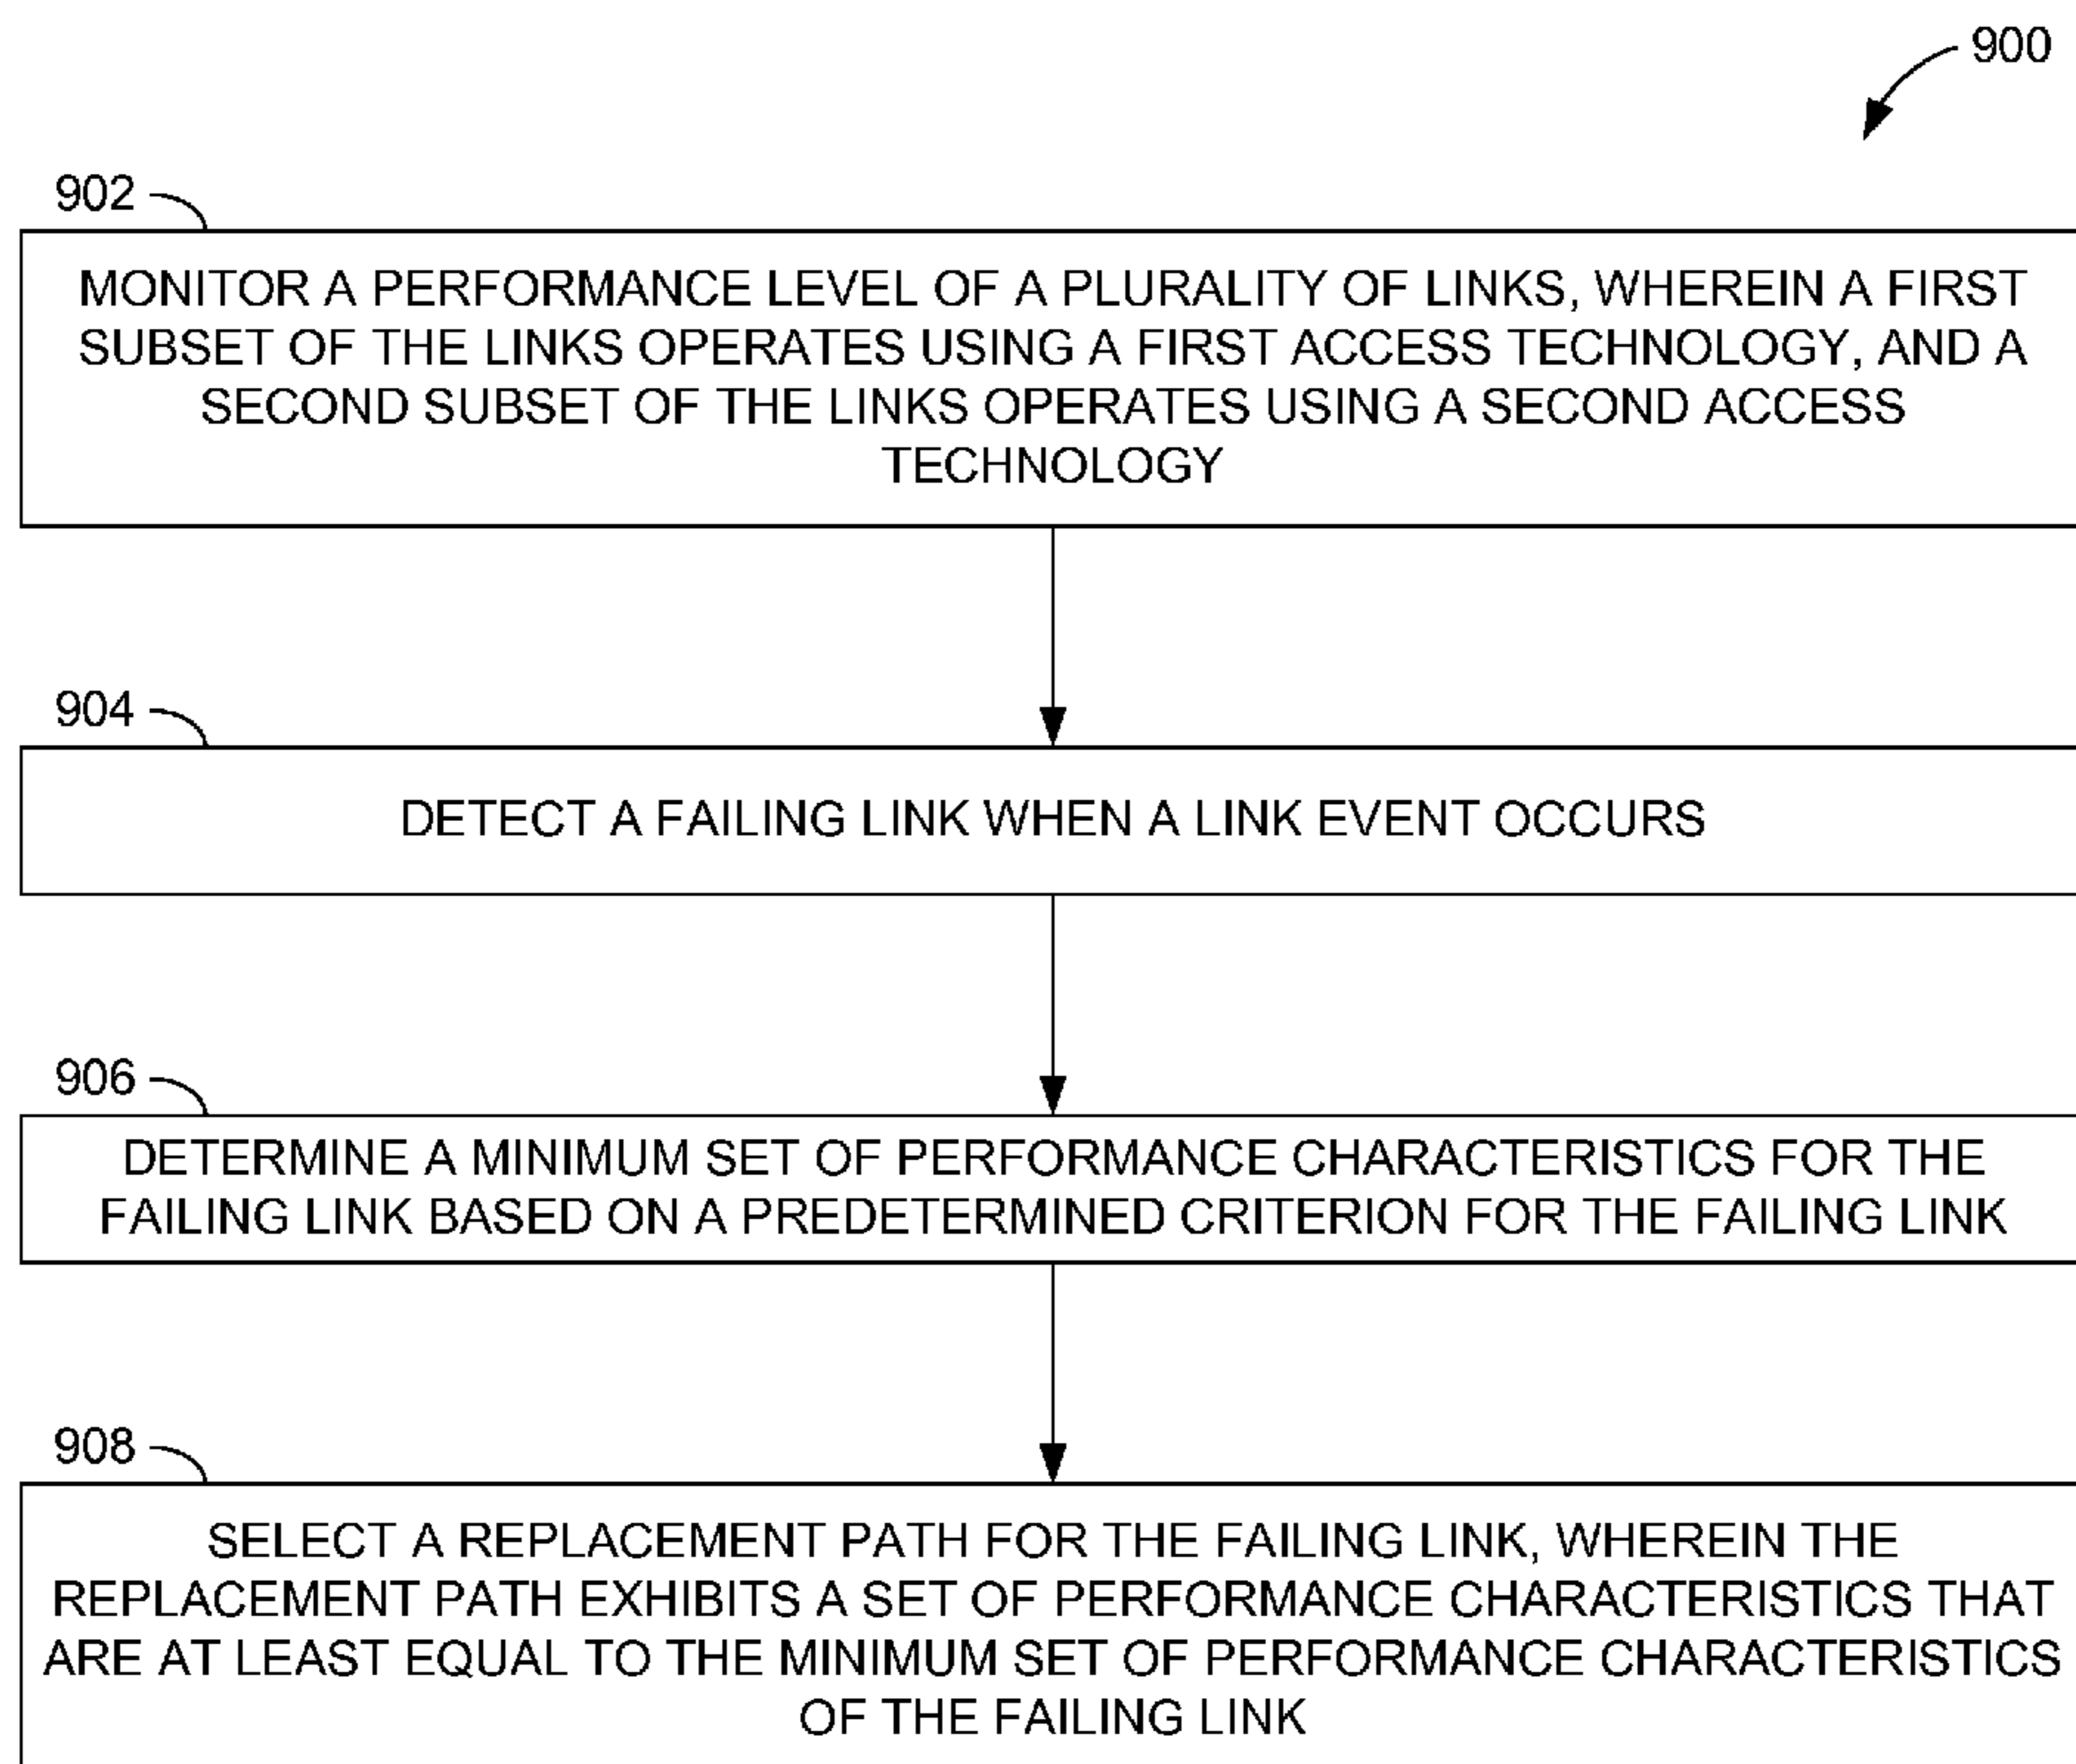 900
902
MONITOR A PERFORMANCE LEVEL OF A PLURALITY OF LINKS, WHEREIN A FIRST
SUBSET OF THE LINKS OPERATES USING A FIRST ACCESS TECHNOLOGY, AND A
SECOND SUBSET OF THE LINKS OPERATES USING A SECOND ACCESS
TECHNOLOGY
904
DETECT A FAILING LINK WHEN A LINK EVENT OCCURS
906
DETERMINE A MINIMUM SET OF PERFORMANCE CHARACTERISTICS FOR THE
FAILING LINK BASED ON A PREDETERMINED CRITERION FOR THE FAILING LINK
908
SELECT A REPLACEMENT PATH FOR THE FAILING LINK, WHEREIN THE
REPLACEMENT PATH EXHIBITS A SET OF PERFORMANCE CHARACTERISTICS THAT
ARE AT LEAST EQUAL TO THE MINIMUM SET OF PERFORMANCE CHARACTERISTICS
OF THE FAILING LINK